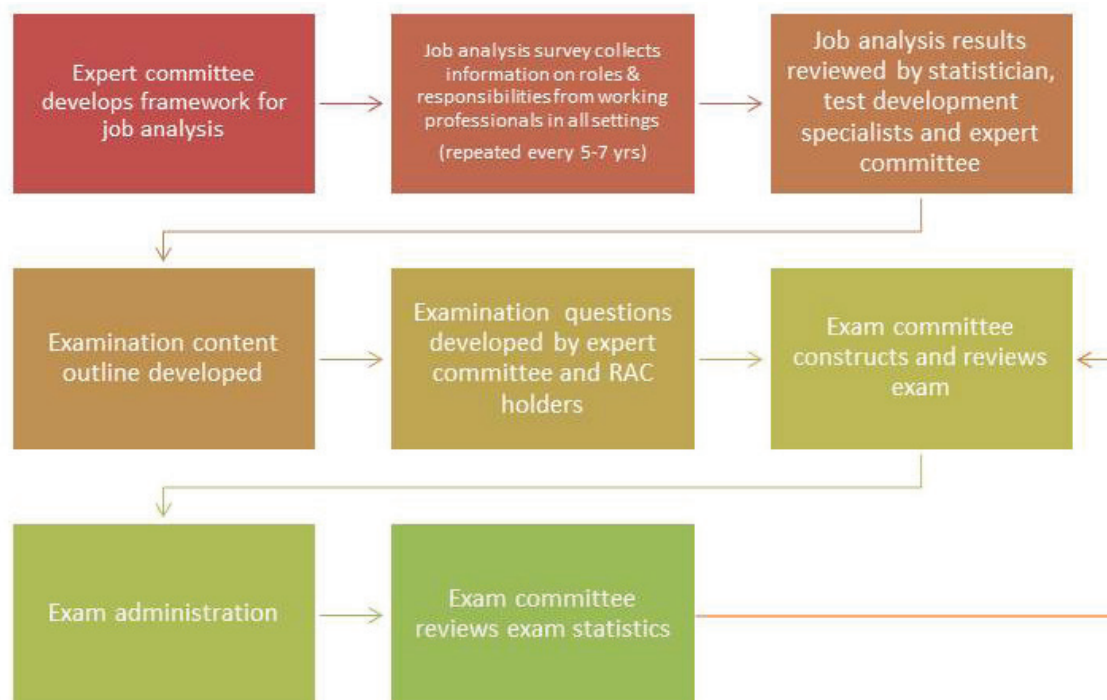 Expert committee
develops framework for
job analysis
Job analysis survey collects
information on roles &
responsibilities from working
professionals in all settings
(repeated every 5-7 yrs)
Job analysis results
reviewed by statistician,
test development
specialists and expert
committee
Examination content
outline developed
Examination questions
developed by expert
committee and RAC
holders
Exam committee
constructs and reviews
exam
Exam administration
Exam committee
reviews exam statistics